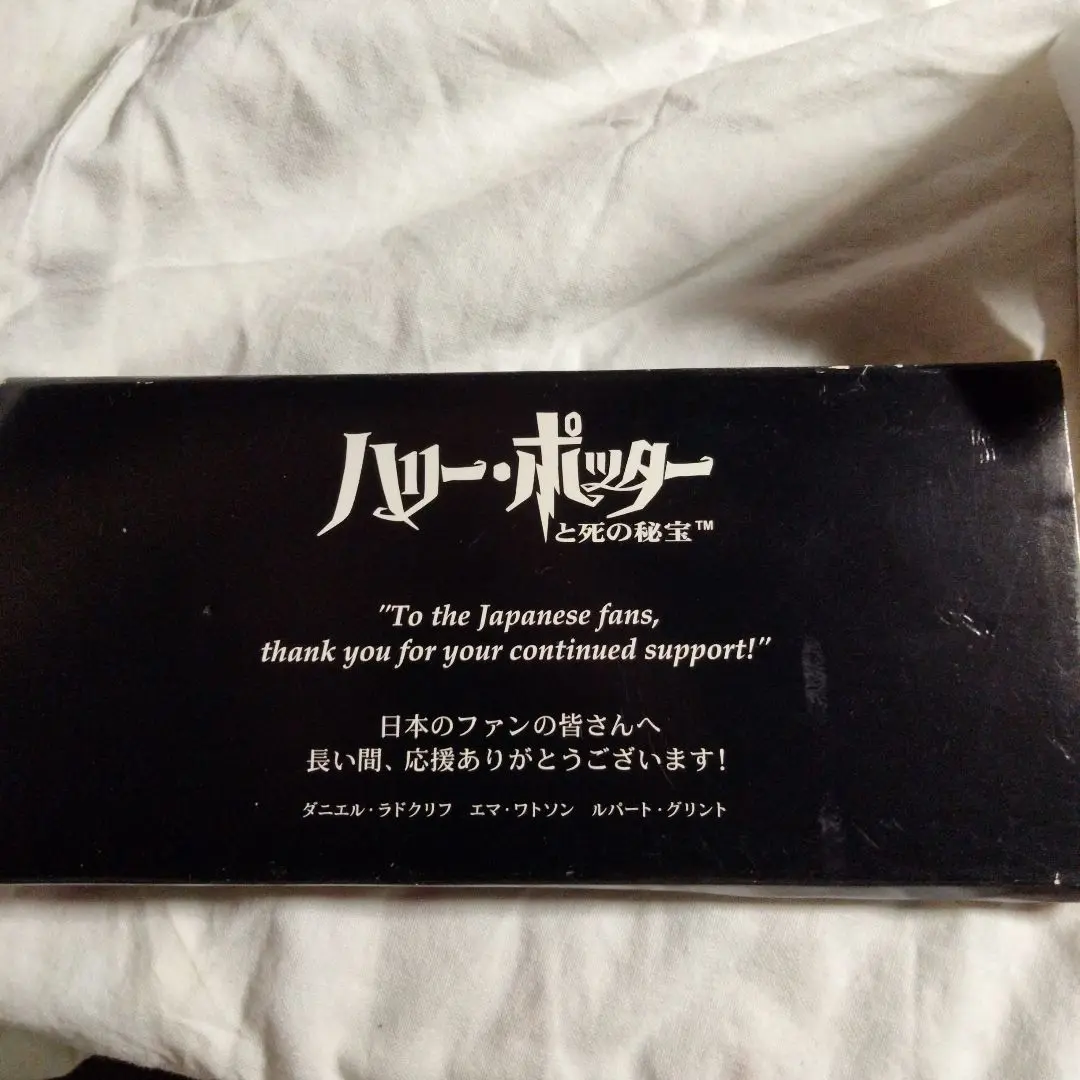 ハリー・ポッター
と死の秘宝™
"To the Japanese fans,
thank you for your continued support!"
日本のファンの皆さんへ
長い間、応援ありがとうございます!
ダニエル・ラドクリフ　エマ・ワトソン　ルパート・グリント